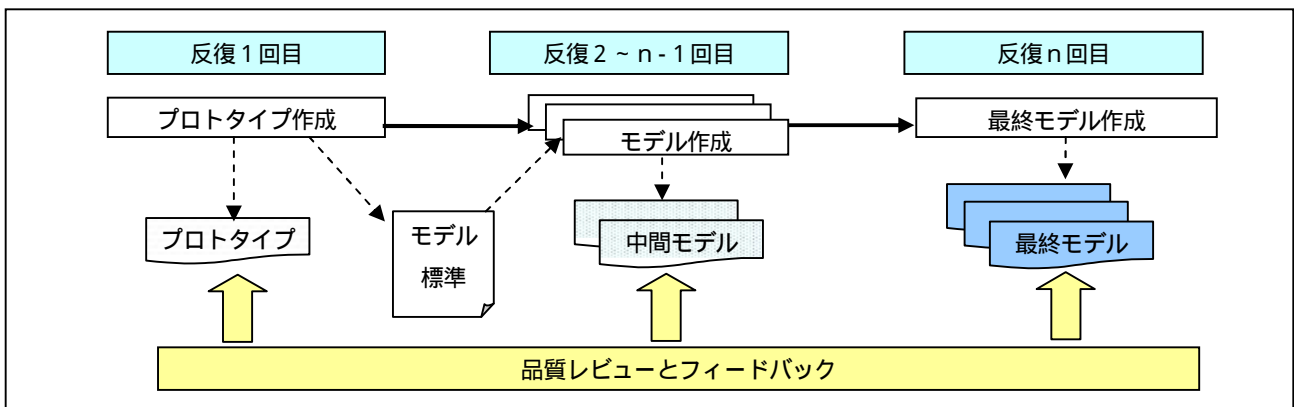 反復1回目
反復2~n-1回目
反復n回目
プロトタイプ作成
モデル作成
最終モデル作成
プロトタイプ
モデル
標準
中間モデル
最終モデル
品質レビューとフィードバック